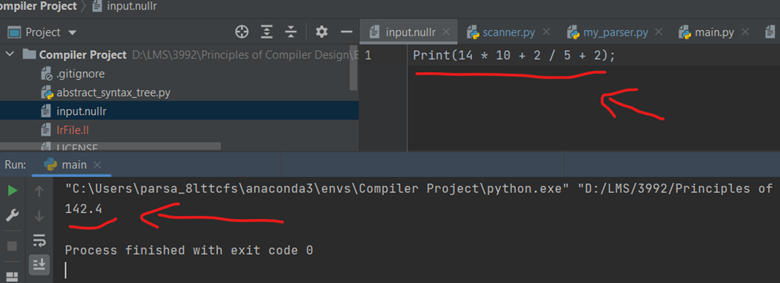 Compiler Project
input.nullr
Project
input.nullr
scanner.py
my_parser.py
main.py
Compiler Project D:\LMS\3992\Principles of Compiler Design\E
1 Print(14 * 10 + 2 / 5 + 2);
.gitignore
abstract_syntax_tree.py
input.nullr
IrFile.ll
LICENSE
Run:
main
"C:\Users\parsa_8lttcfs\anaconda3\envs\Compiler Project\python.exe" "D:/LMS/3992/Principles of
142.4
Process finished with exit code 0